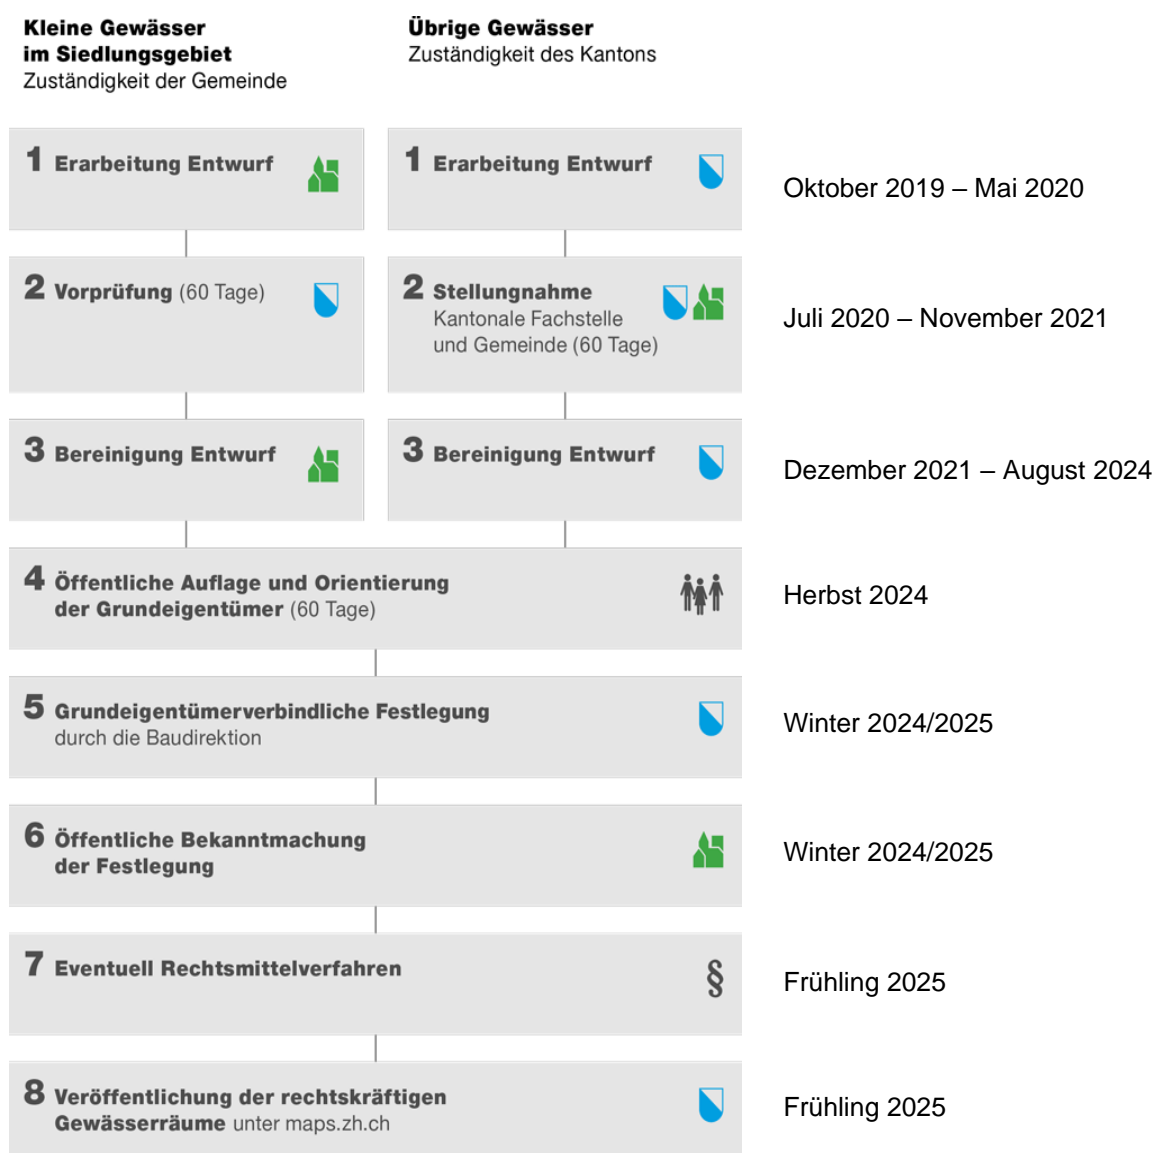 Kleine Gewässer
im Siedlungsgebiet
Zuständigkeit der Gemeinde
Übrige Gewässer
Zuständigkeit des Kantons
1 Erarbeitung Entwurf
1 Erarbeitung Entwurf
Oktober 2019 – Mai 2020
2 Vorprüfung (60 Tage)
2 Stellungnahme
Kantonale Fachstelle
und Gemeinde (60 Tage)
Juli 2020 – November 2021
3 Bereinigung Entwurf
3 Bereinigung Entwurf
Dezember 2021 – August 2024
4 Öffentliche Auflage und Orientierung
der Grundeigentümer (60 Tage)
Herbst 2024
5 Grundeigentümerverbindliche Festlegung
durch die Baudirektion
Winter 2024/2025
6 Öffentliche Bekanntmachung
der Festlegung
Winter 2024/2025
7 Eventuell Rechtsmittelverfahren
§
Frühling 2025
8 Veröffentlichung der rechtskräftigen
Gewässerräume unter maps.zh.ch
Frühling 2025